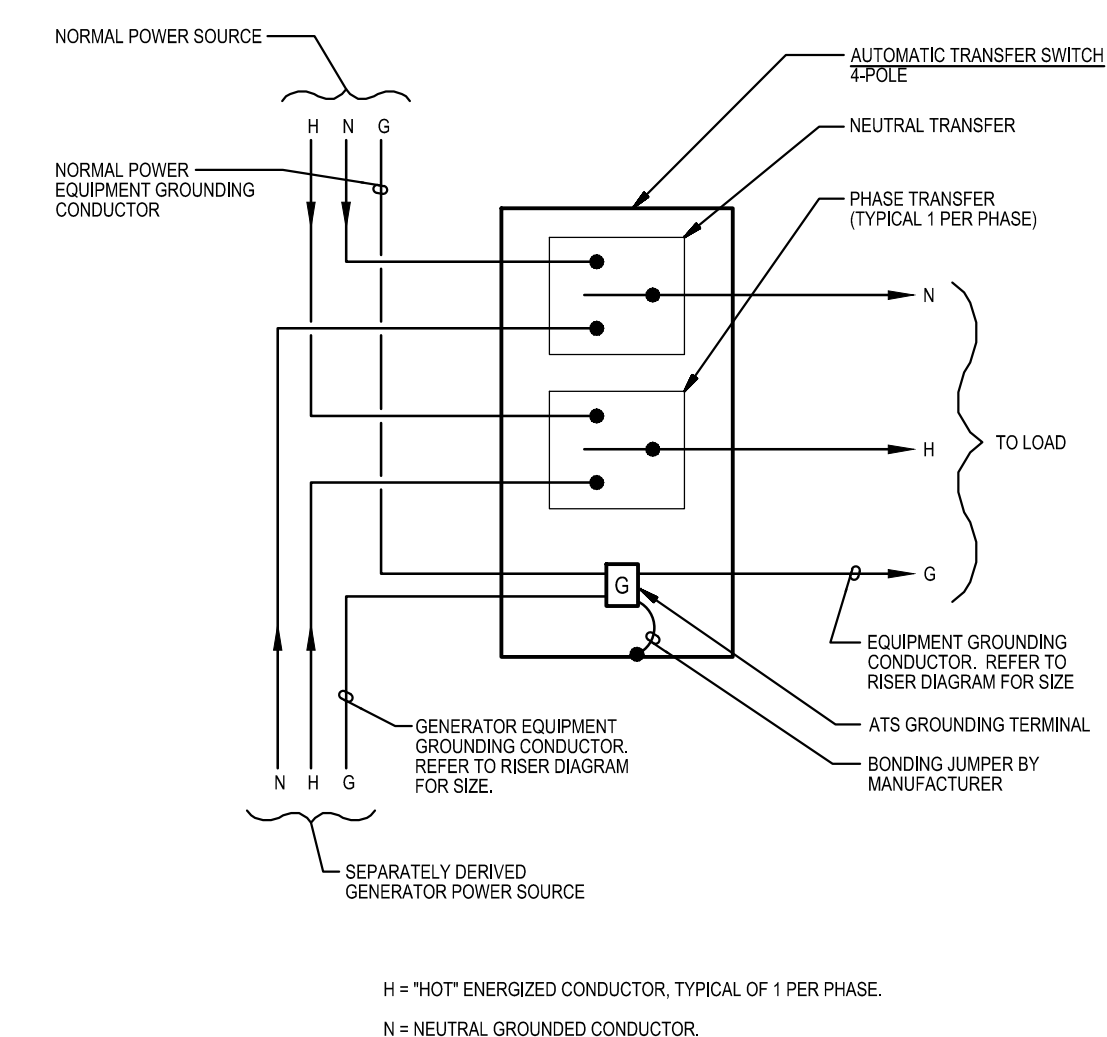 NORMAL POWER SOURCE
H N G
NORMAL POWER
EQUIPMENT GROUNDING
CONDUCTOR
AUTOMATIC TRANSFER SWITCH
4-POLE
NEUTRAL TRANSFER
PHASE TRANSFER
(TYPICAL 1 PER PHASE)
N
H
TO LOAD
G
G
EQUIPMENT GROUNDING
CONDUCTOR. REFER TO
RISER DIAGRAM FOR SIZE
ATS GROUNDING TERMINAL
BONDING JUMPER BY
MANUFACTURER
GENERATOR EQUIPMENT
GROUNDING CONDUCTOR.
REFER TO RISER DIAGRAM
FOR SIZE.
N H G
SEPARATELY DERIVED
GENERATOR POWER SOURCE
H = "HOT" ENERGIZED CONDUCTOR, TYPICAL OF 1 PER PHASE.
N = NEUTRAL GROUNDED CONDUCTOR.